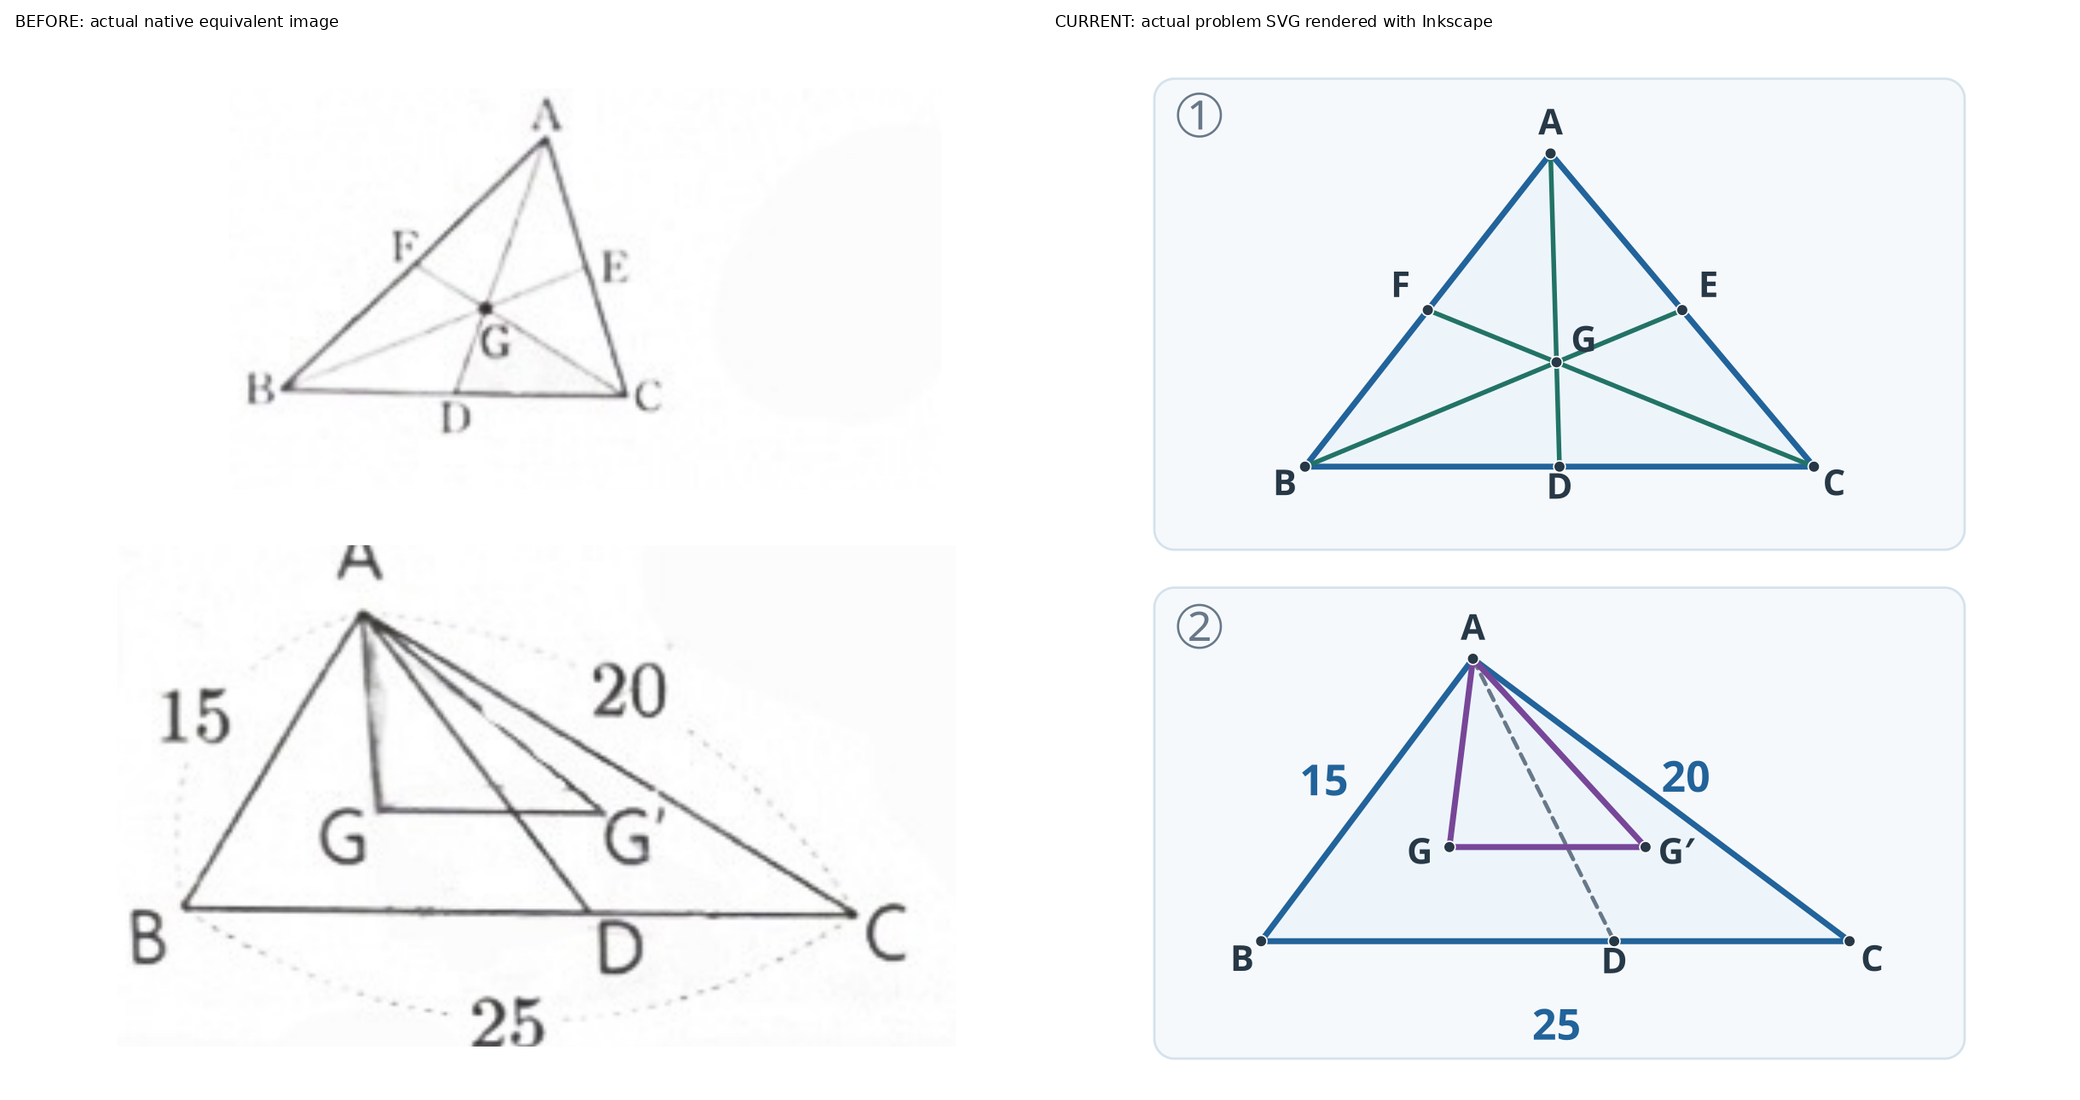 BEFORE: actual native equivalent image
A
F
E
G
B
D
C
A
15
20
G
G'
B
D
C
25
CURRENT: actual problem SVG rendered with Inkscape
①
A
F
E
G
B
D
C
②
A
15
20
G
G′
B
D
C
25